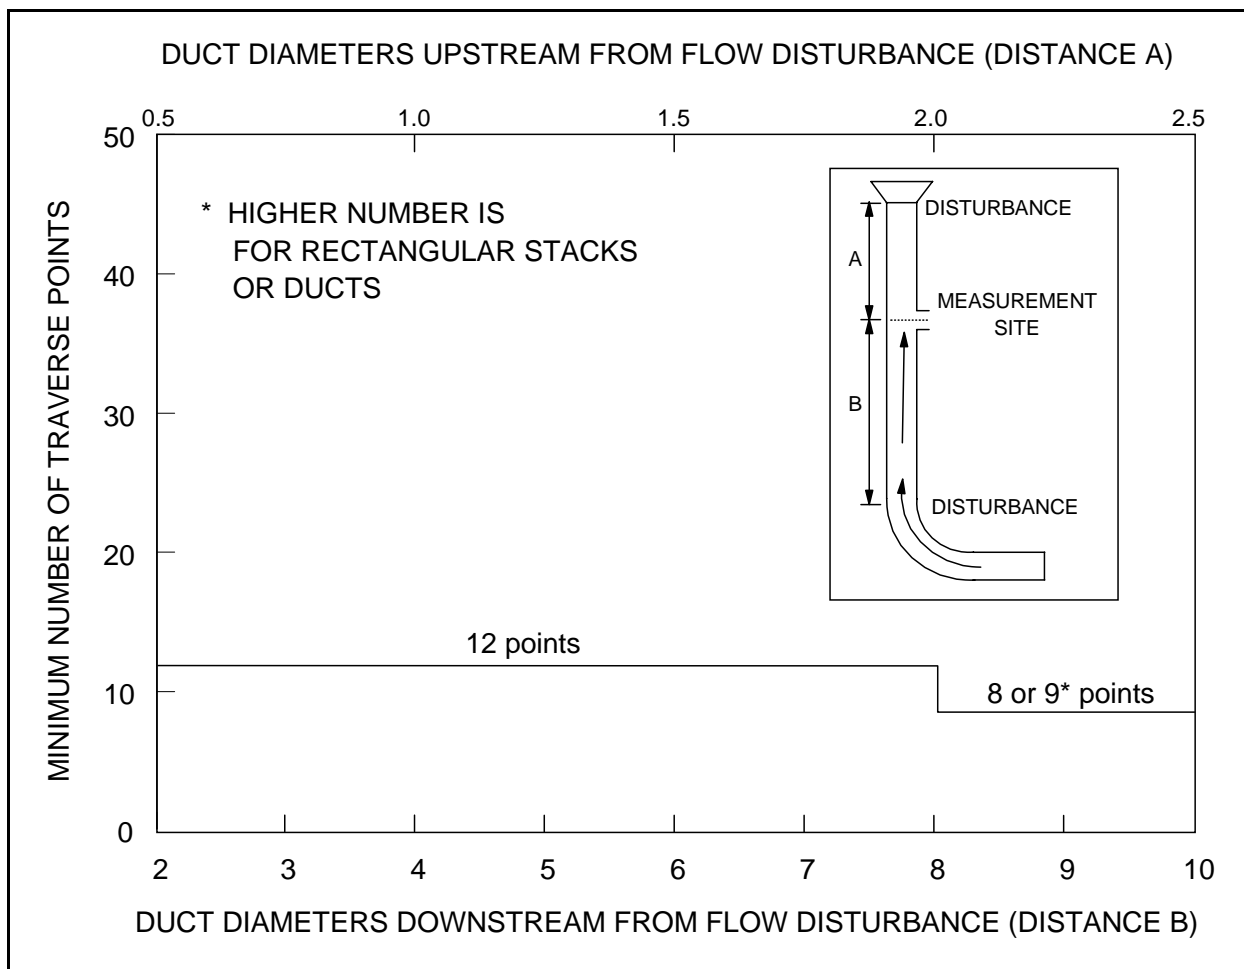 DUCT DIAMETERS UPSTREAM FROM FLOW DISTURBANCE (DISTANCE A)
0.5 1.0 1.5 2.0 2.5
50
40
30
20
10
0
MINIMUM NUMBER OF TRAVERSE POINTS
* HIGHER NUMBER IS
FOR RECTANGULAR STACKS
OR DUCTS
DISTURBANCE
A
MEASUREMENT
SITE
B
DISTURBANCE
12 points
8 or 9* points
2 3 4 5 6 7 8 9 10
DUCT DIAMETERS DOWNSTREAM FROM FLOW DISTURBANCE (DISTANCE B)